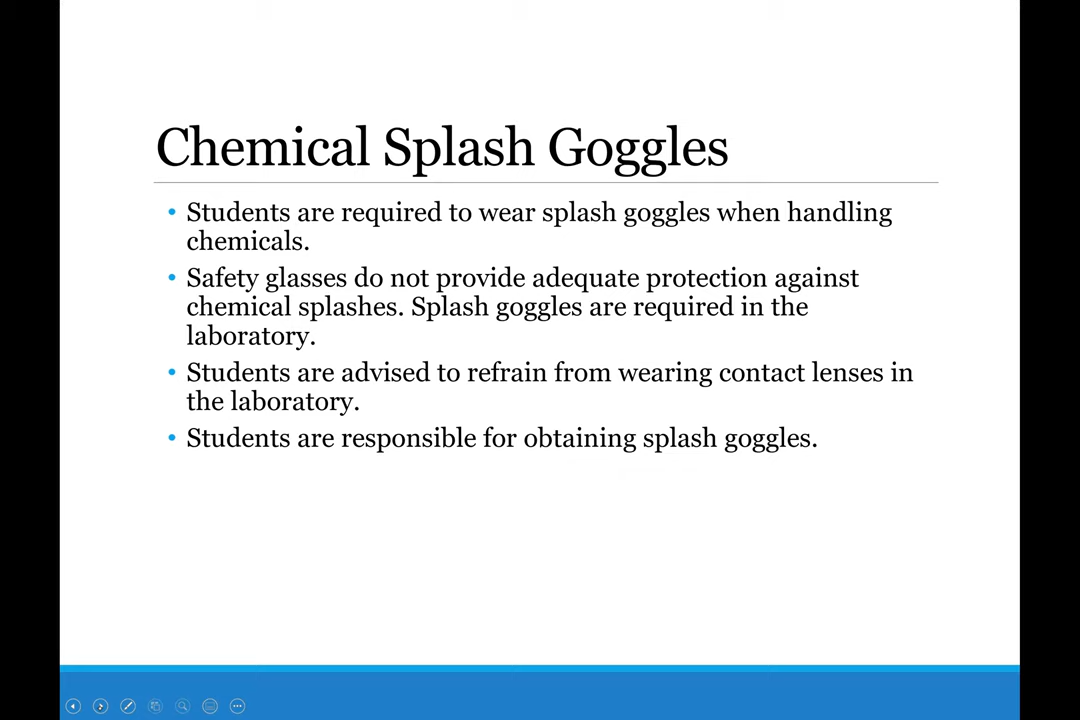 Chemical Splash Goggles
• Students are required to wear splash goggles when handling
chemicals.
• Safety glasses do not provide adequate protection against
chemical splashes. Splash goggles are required in the
laboratory.
• Students are advised to refrain from wearing contact lenses in
the laboratory.
• Students are responsible for obtaining splash goggles.